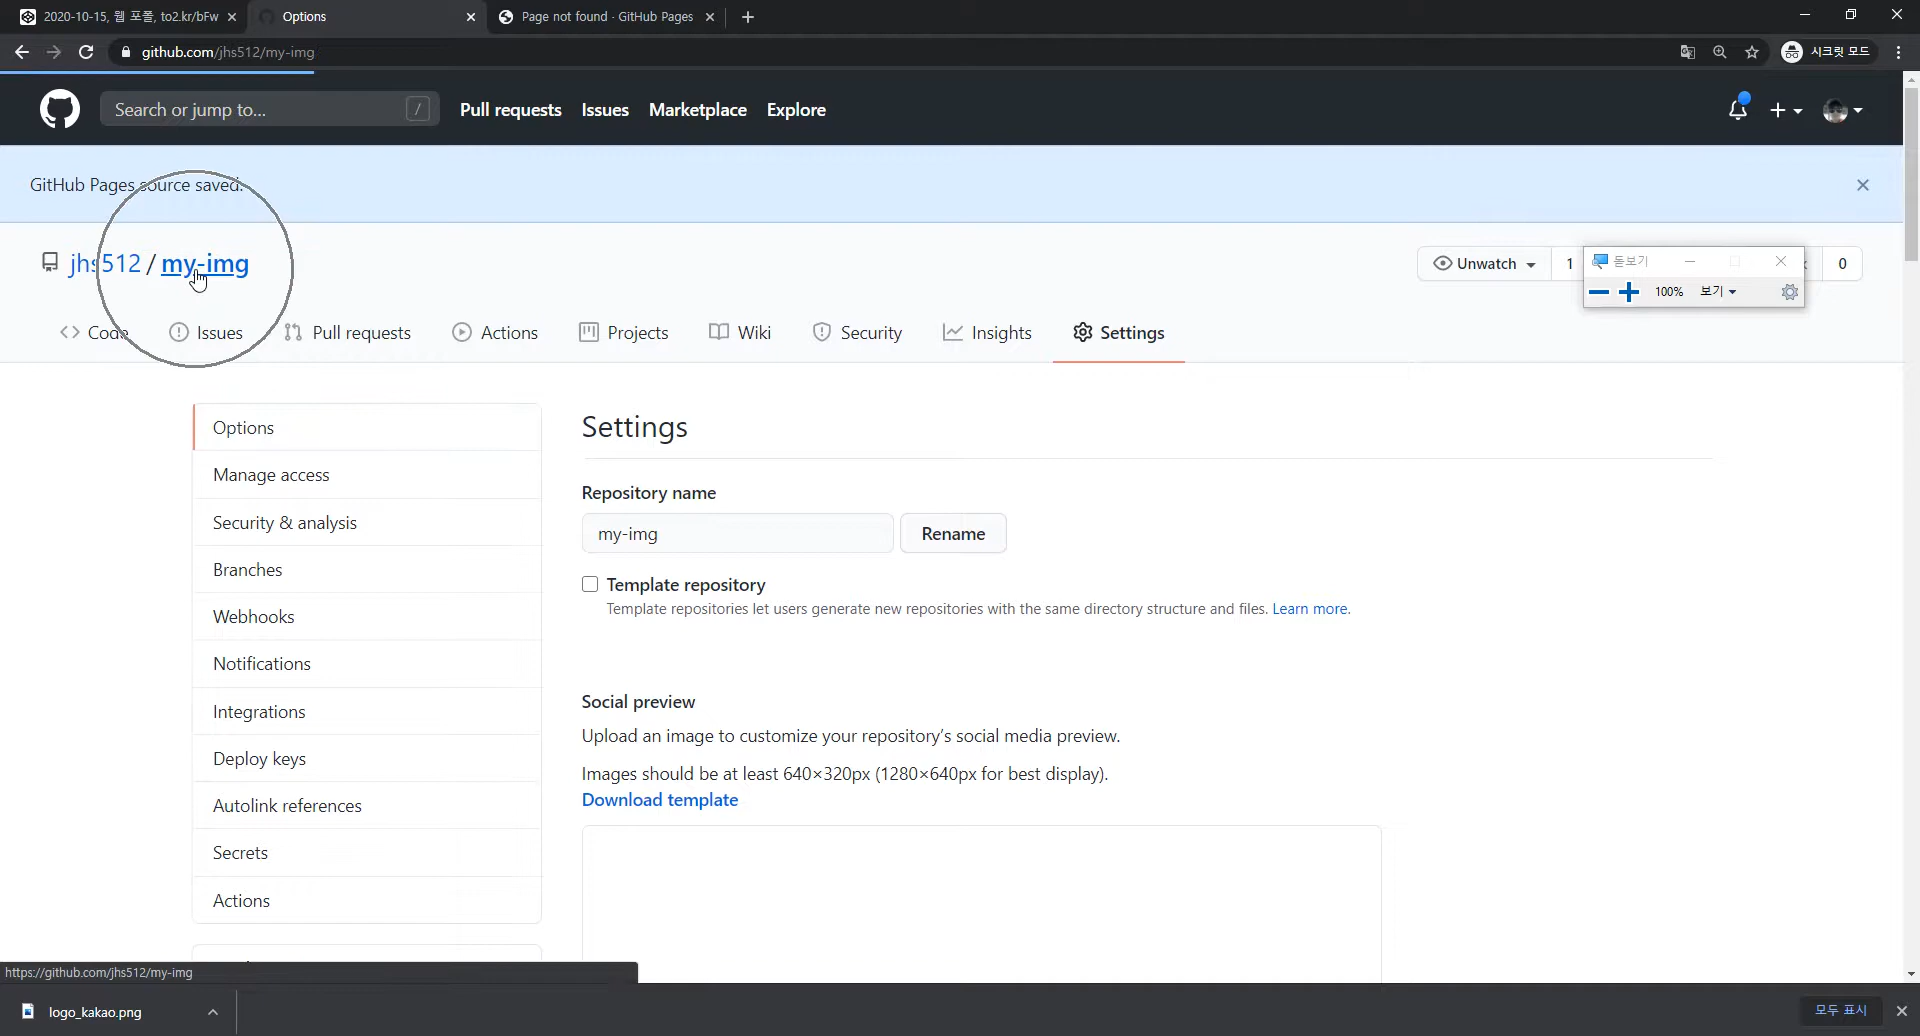 2020-10-15, 웹 포폴, to2.kr/bFw
Options
Page not found · GitHub Pages
github.com/jhs512/my-img
시크릿 모드
Search or jump to...
/
Pull requests
Issues
Marketplace
Explore
GitHub Pages source saved.
jhs512 / my-img
Unwatch
1
0
돋보기
100%
보기
Code
Issues
Pull requests
Actions
Projects
Wiki
Security
Insights
Settings
Options
Manage access
Security & analysis
Branches
Webhooks
Notifications
Integrations
Deploy keys
Autolink references
Secrets
Actions
Settings
Repository name
my-img
Rename
Template repository
Template repositories let users generate new repositories with the same directory structure and files. Learn more.
Social preview
Upload an image to customize your repository's social media preview.
Images should be at least 640×320px (1280×640px for best display).
Download template
https://github.com/jhs512/my-img
logo_kakao.png
모두 표시